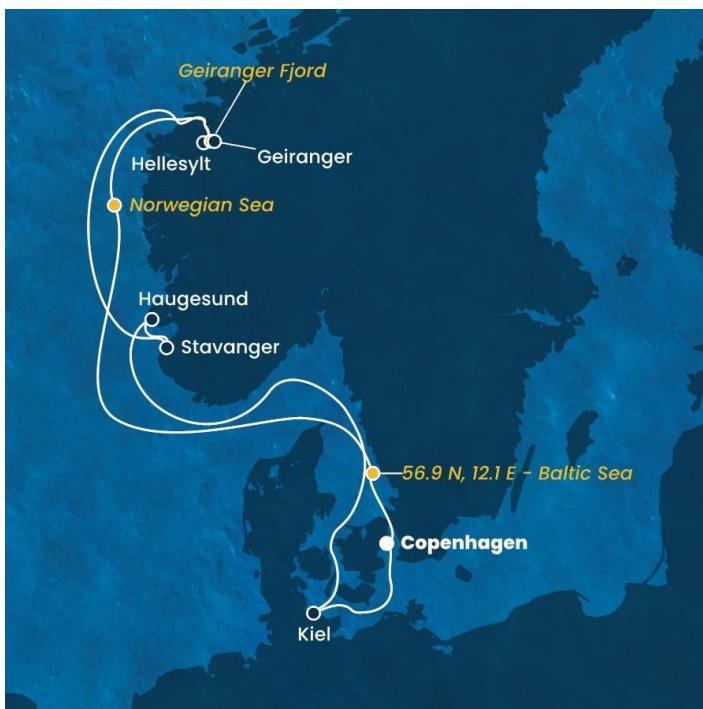 Geiranger Fjord
Hellesylt
Geiranger
Norwegian Sea
Haugesund
Stavanger
56.9 N, 12.1 E - Baltic Sea
Copenhagen
Kiel